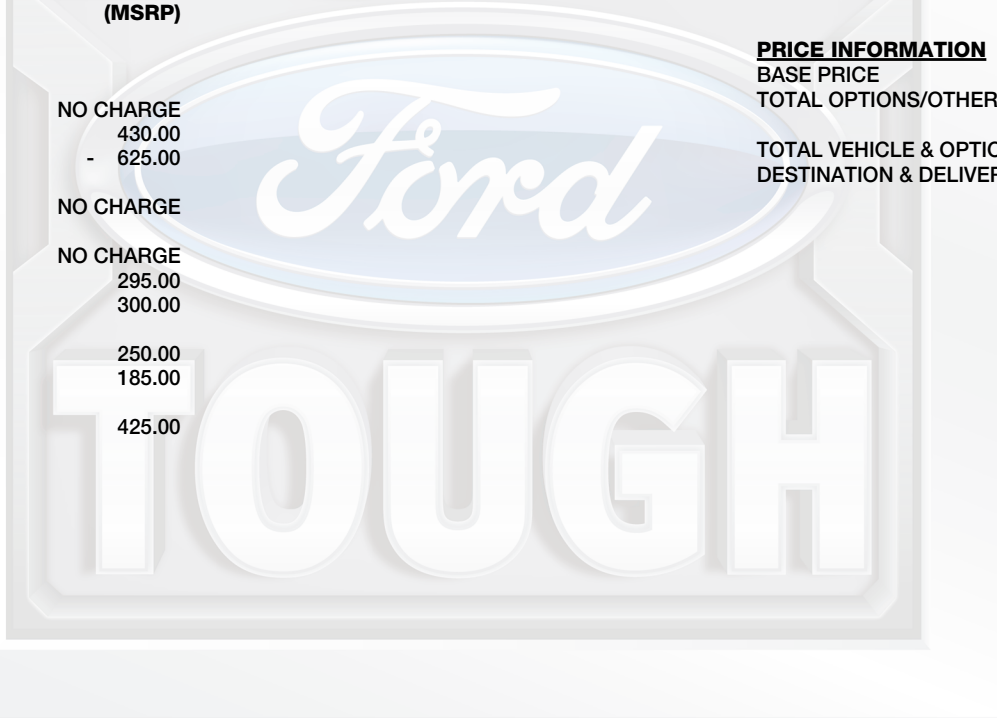 (MSRP)
NO CHARGE
430.00
- 625.00
NO CHARGE
NO CHARGE
295.00
300.00
250.00
185.00
425.00
PRICE INFORMATION
BASE PRICE
TOTAL OPTIONS/OTHER
TOTAL VEHICLE & OPTIO
DESTINATION & DELIVER
Ford
TOUGH